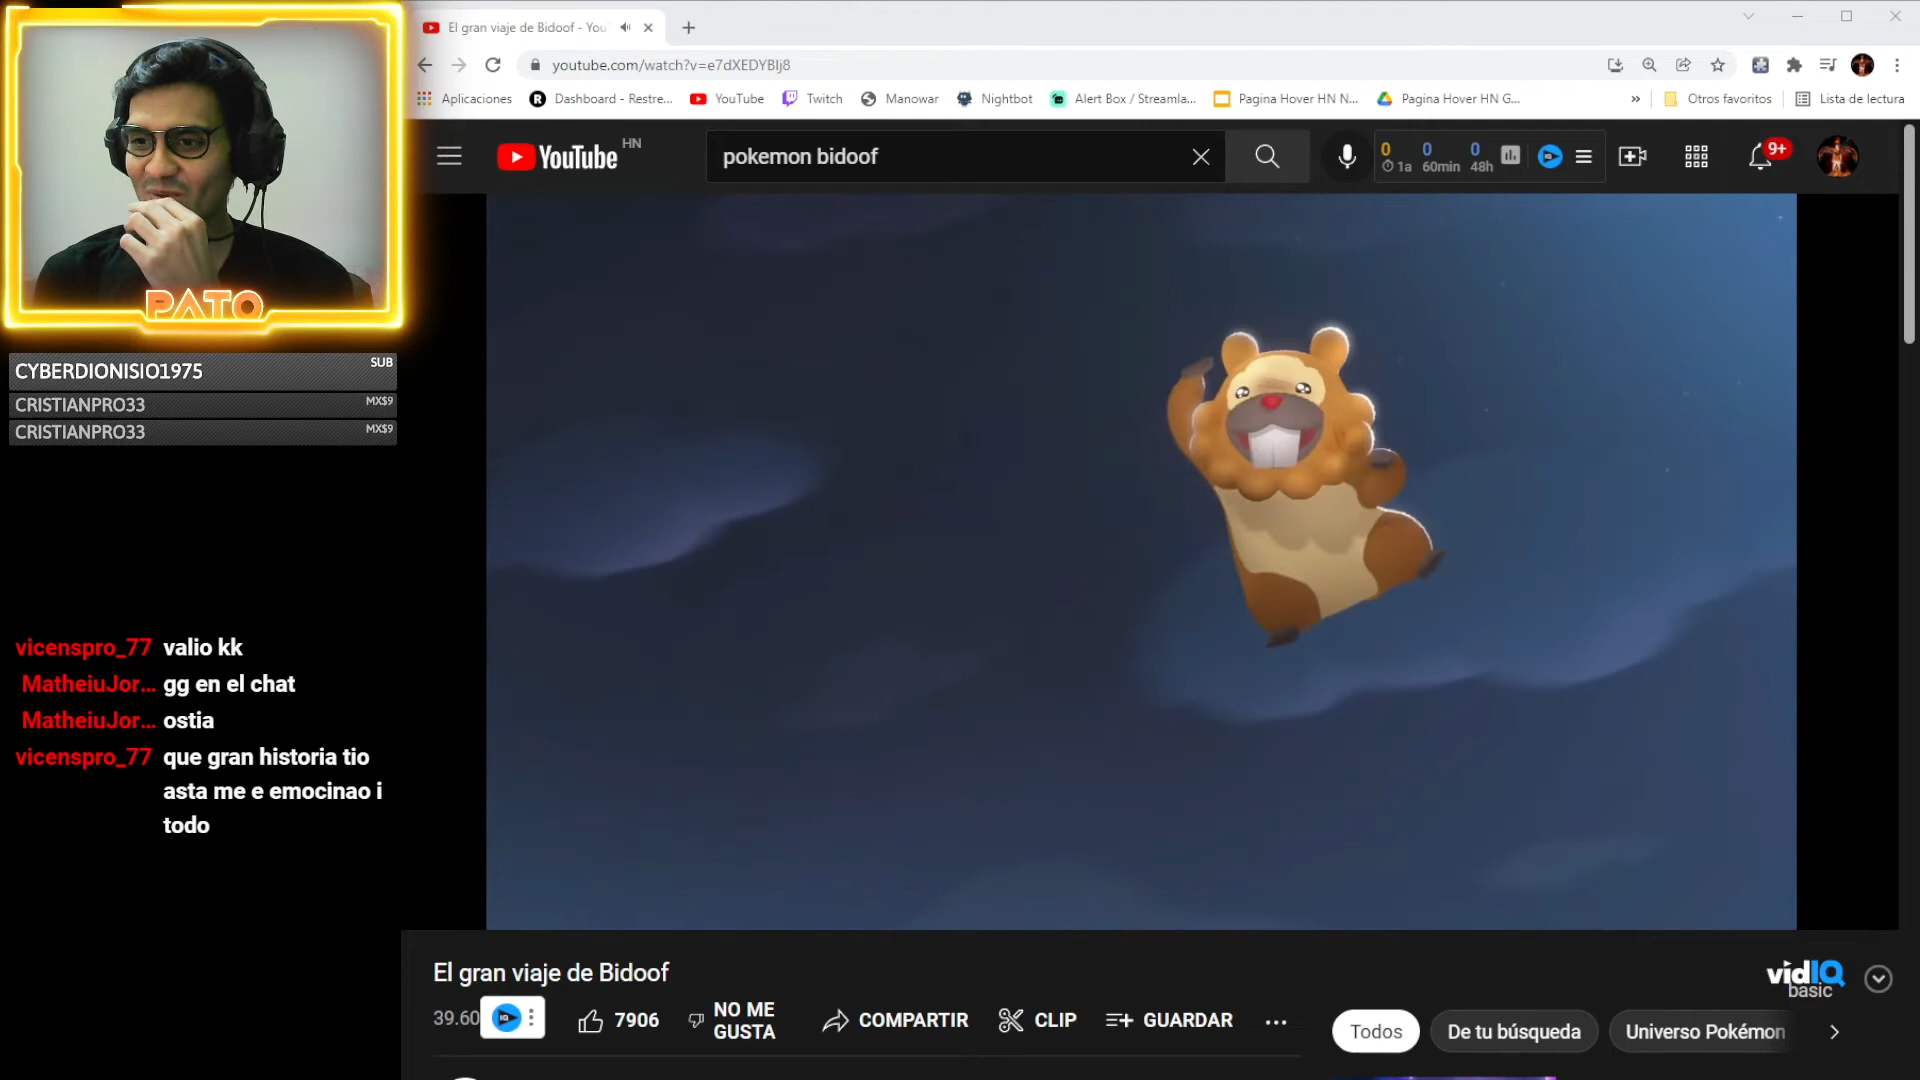 El gran viaje de Bidoof - You
youtube.com/watch?v=e7dXEDYBIj8
Aplicaciones
Dashboard - Restre...
YouTube
Twitch
Manowar
Nightbot
Alert Box / Streamla...
Pagina Hover HN N...
Pagina Hover HN G...
»
Otros favoritos
Lista de lectura
YouTube HN
pokemon bidoof
0 0 0
1a 60min 48h
9+
PATO
CYBERDIONISIO1975 SUB
CRISTIANPRO33 MX$9
CRISTIANPRO33 MX$9
vicenspro_77 valio kk
MatheiuJor... gg en el chat
MatheiuJor... ostia
vicenspro_77 que gran historia tio
asta me e emocinao i
todo
El gran viaje de Bidoof
vidIQ
basic
39.60
IQ
7906
NO ME
GUSTA
COMPARTIR
CLIP
GUARDAR
Todos
De tu búsqueda
Universo Pokémon